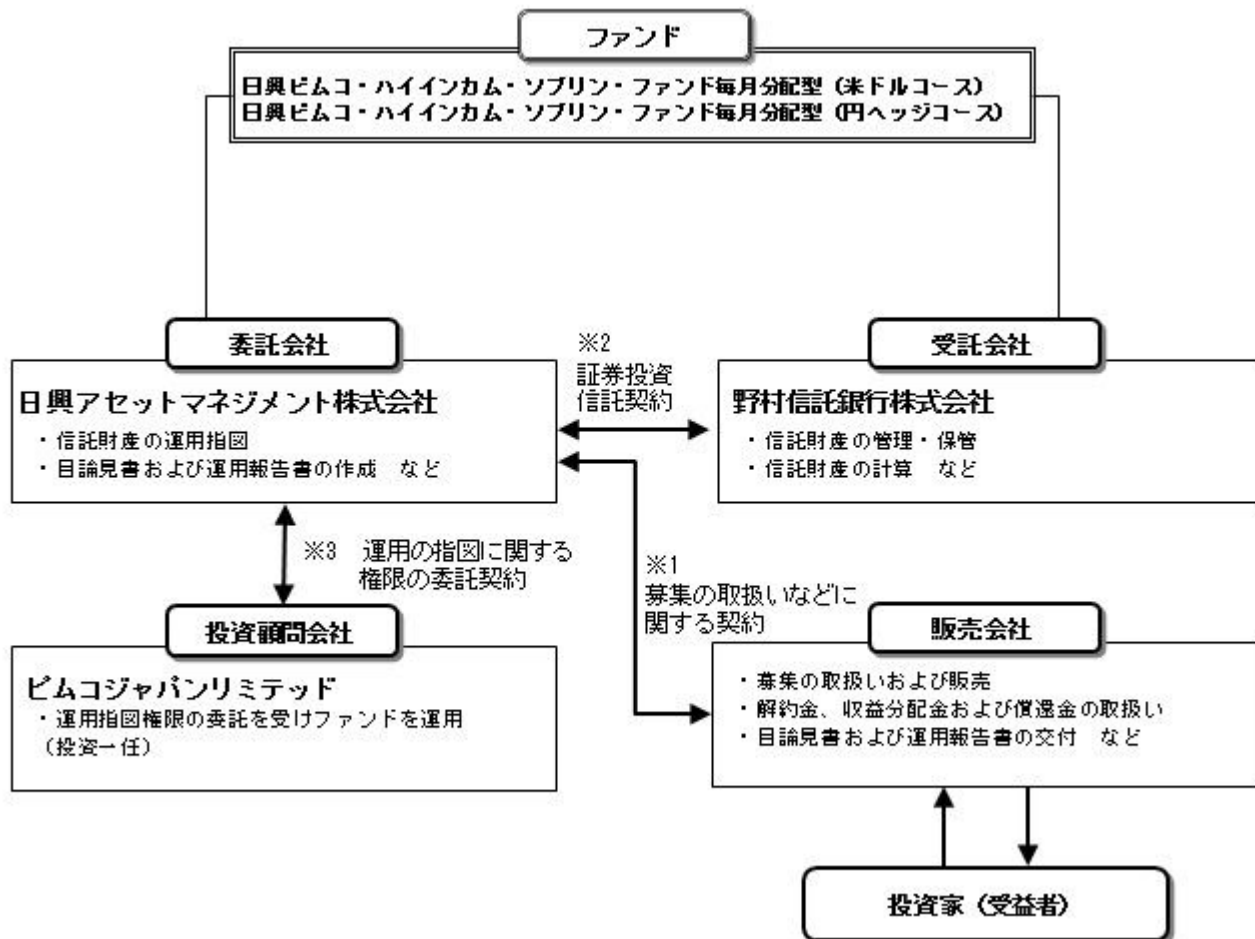 ファンド
日興ピムコ・ハイインカム・ソブリン・ファンド毎月分配型（米ドルコース）
日興ピムコ・ハイインカム・ソブリン・ファンド毎月分配型（円ヘッジコース）
委託会社
日興アセットマネジメント株式会社
・信託財産の運用指図
・目論見書および運用報告書の作成　など
※2
証券投資
信託契約
受託会社
野村信託銀行株式会社
・信託財産の管理・保管
・信託財産の計算　など
※3　運用の指図に関する
権限の委託契約
※1
募集の取扱いなどに
関する契約
投資顧問会社
ピムコジャパンリミテッド
・運用指図権限の委託を受けファンドを運用
（投資一任）
販売会社
・募集の取扱いおよび販売
・解約金、収益分配金および償還金の取扱い
・目論見書および運用報告書の交付　など
投資家（受益者）